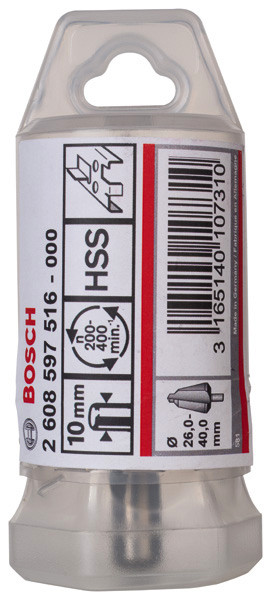 BOSCH
2 608 597 516 - 000
10 mm
n
200-
400
min.⁻¹
HSS
3 165140 107310
Made in Germany / Fabriqué en Allemagne
Ø
26,0-
40,0
mm